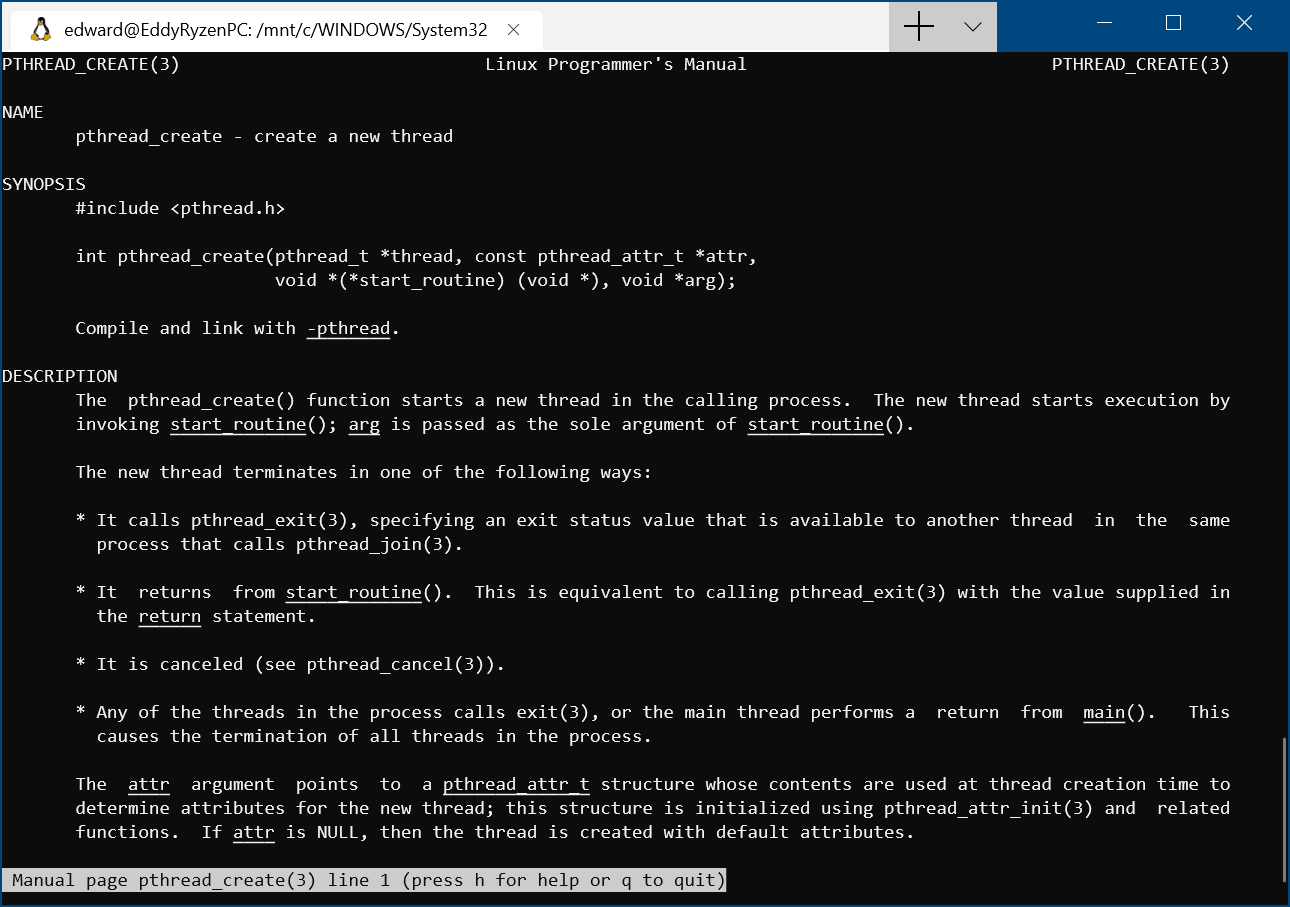 edward@EddyRyzenPC: /mnt/c/WINDOWS/System32
PTHREAD_CREATE(3) Linux Programmer's Manual PTHREAD_CREATE(3)
NAME
pthread_create - create a new thread
SYNOPSIS
#include <pthread.h>
int pthread_create(pthread_t *thread, const pthread_attr_t *attr,
void *(*start_routine) (void *), void *arg);
Compile and link with -pthread.
DESCRIPTION
The  pthread_create() function starts a new thread in the calling process.  The new thread starts execution by
invoking start_routine(); arg is passed as the sole argument of start_routine().
The new thread terminates in one of the following ways:
* It calls pthread_exit(3), specifying an exit status value that is available to another thread  in  the  same
process that calls pthread_join(3).
* It  returns  from start_routine().  This is equivalent to calling pthread_exit(3) with the value supplied in
the return statement.
* It is canceled (see pthread_cancel(3)).
* Any of the threads in the process calls exit(3), or the main thread performs a  return  from  main().   This
causes the termination of all threads in the process.
The  attr  argument  points  to  a pthread_attr_t structure whose contents are used at thread creation time to
determine attributes for the new thread; this structure is initialized using pthread_attr_init(3) and  related
functions.  If attr is NULL, then the thread is created with default attributes.
Manual page pthread_create(3) line 1 (press h for help or q to quit)